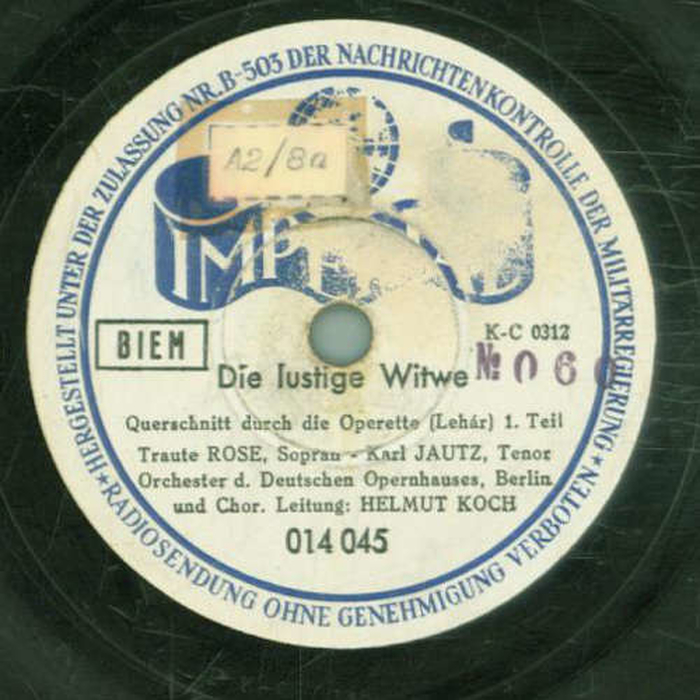 HERGESTELLT UNTER DER ZULASSUNG NR. B-503 DER NACHRICHTENKONTROLLE DER MILITÄRREGIERUNG
A2/8a
BIEM
K-C 0312
Die lustige Witwe
№ 060
Querschnitt durch die Operette (Lehár) 1. Teil
Traute ROSE, Sopran - Karl JAUTZ, Tenor
Orchester d. Deutschen Opernhauses, Berlin
und Chor. Leitung: HELMUT KOCH
014 045
★ RADIOSENDUNG OHNE GENEHMIGUNG VERBOTEN ★